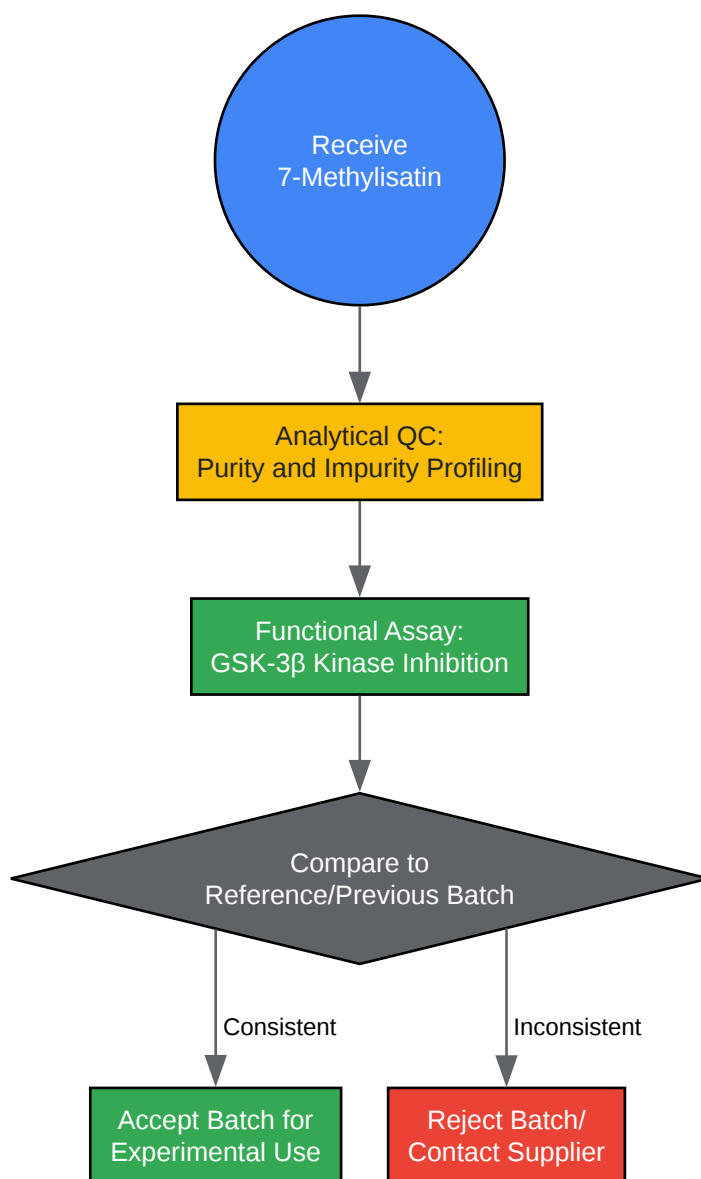 Receive
7-Methylisatin
Analytical QC:
Purity and Impurity Profiling
Functional Assay:
GSK-3β Kinase Inhibition
Compare to
Reference/Previous Batch
Consistent
Inconsistent
Accept Batch for
Experimental Use
Reject Batch/
Contact Supplier